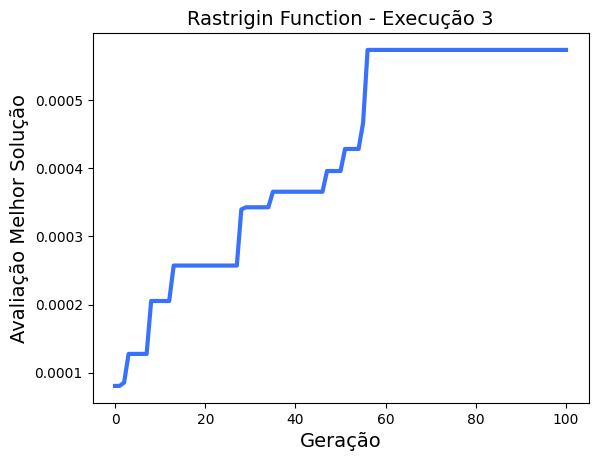 Rastrigin Function - Execução 3
Avaliação Melhor Solução
0.0005
0.0004
0.0003
0.0002
0.0001
0 20 40 60 80 100
Geração